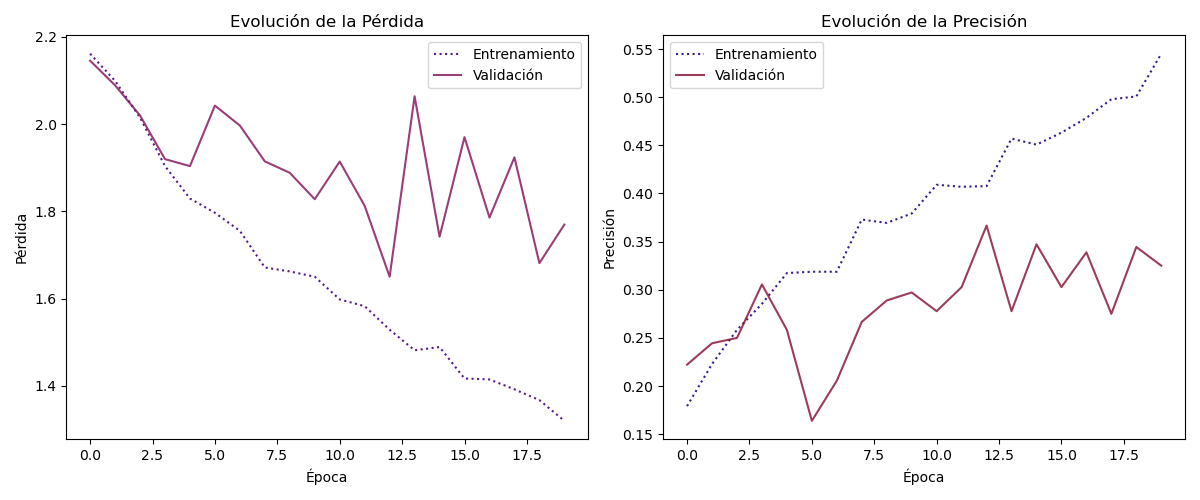 Evolución de la Pérdida
2.2
2.0
1.8
1.6
1.4
Pérdida
Entrenamiento
Validación
0.0 2.5 5.0 7.5 10.0 12.5 15.0 17.5
Época
Evolución de la Precisión
0.55
0.50
0.45
0.40
0.35
0.30
0.25
0.20
0.15
Precisión
Entrenamiento
Validación
0.0 2.5 5.0 7.5 10.0 12.5 15.0 17.5
Época